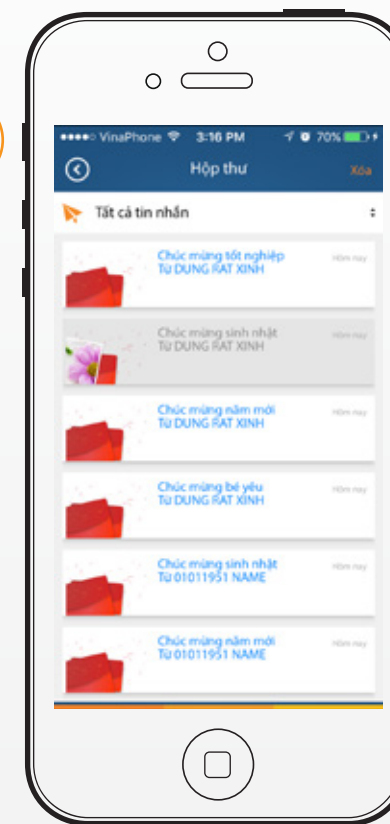 VinaPhone 3:16 PM 70%
Hộp thư Xóa
Tất cả tin nhắn
Chúc mừng tốt nghiệp Hôm nay
Từ DUNG RAT XINH
Chúc mừng sinh nhật Hôm nay
Từ DUNG RAT XINH
Chúc mừng năm mới Hôm nay
Từ DUNG RAT XINH
Chúc mừng bé yêu Hôm nay
Từ DUNG RAT XINH
Chúc mừng sinh nhật Hôm nay
Từ 01011951 NAME
Chúc mừng năm mới Hôm nay
Từ 01011951 NAME